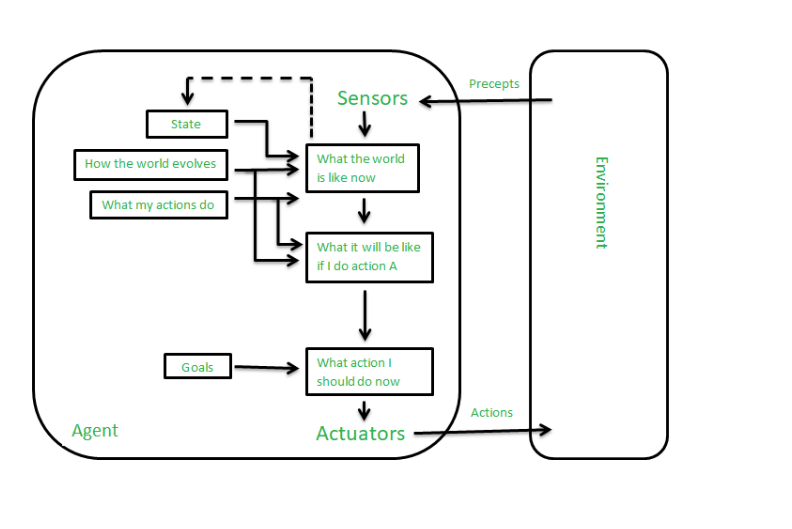 Precepts
Sensors
State
How the world evolves
What the world
is like now
What my actions do
Environment
What it will be like
if I do action A
Goals
What action I
should do now
Actions
Agent
Actuators